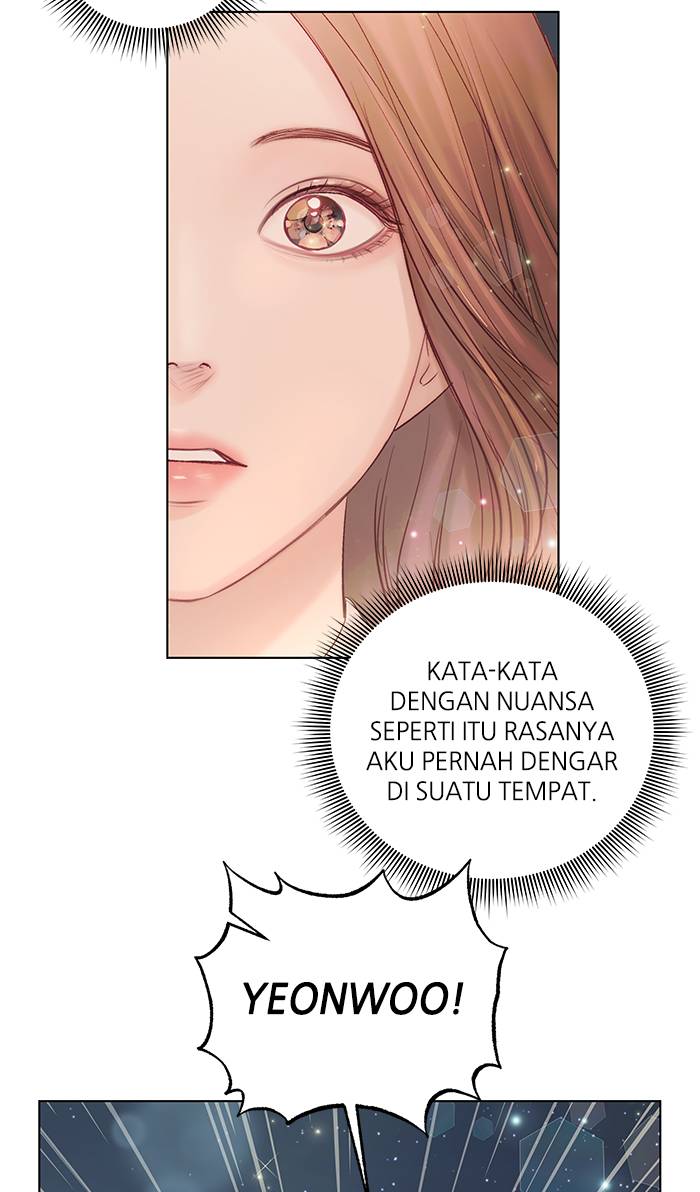 KATA-KATA
DENGAN NUANSA
SEPERTI ITU RASANYA
AKU PERNAH DENGAR
DI SUATU TEMPAT.
YEONWOO!